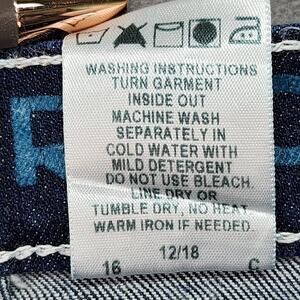 WASHING INSTRUCTIONS
TURN GARMENT
INSIDE OUT
MACHINE WASH
SEPARATELY IN
COLD WATER WITH
MILD DETERGENT
DO NOT USE BLEACH.
LINE DRY OR
TUMBLE DRY, NO HEAT.
WARM IRON IF NEEDED.
12/18
16 C